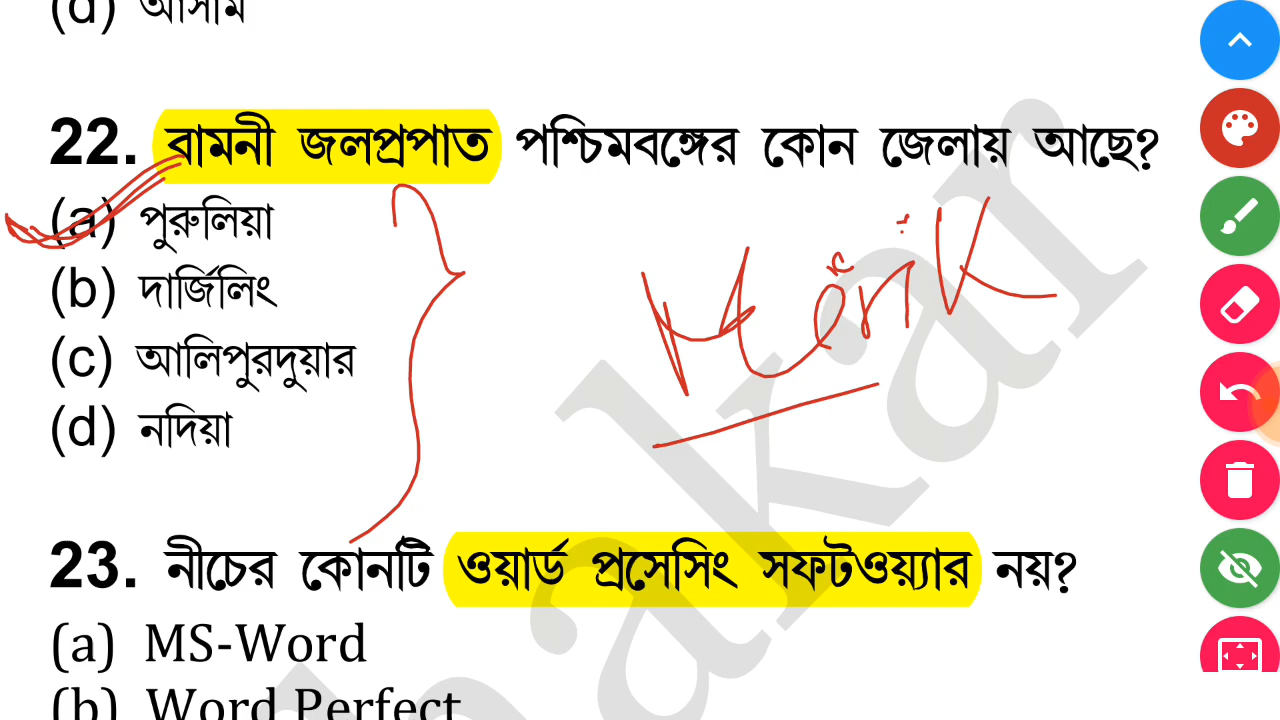 (d) আসাম
22. বামনী জলপ্রপাত পশ্চিমবঙ্গের কোন জেলায় আছে?
(a) পুরুলিয়া
(b) দার্জিলিং
(c) আলিপুরদুয়ার
(d) নদিয়া
23. নীচের কোনটি ওয়ার্ড প্রসেসিং সফটওয়্যার নয়?
(a) MS-Word
(b) Word Perfect